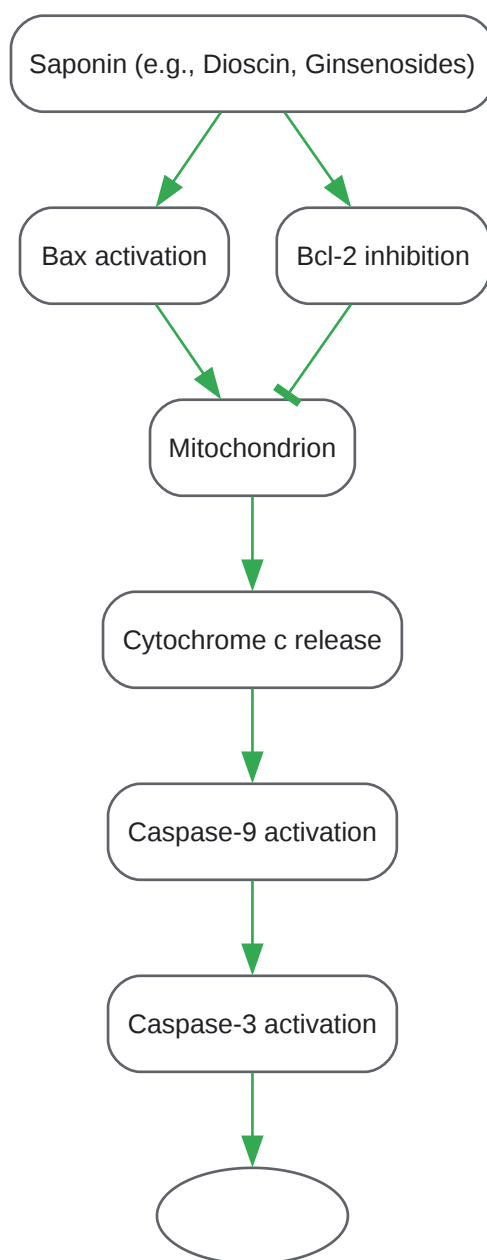 Saponin (e.g., Dioscin, Ginsenosides)
Bax activation
Bcl-2 inhibition
Mitochondrion
Cytochrome c release
Caspase-9 activation
Caspase-3 activation